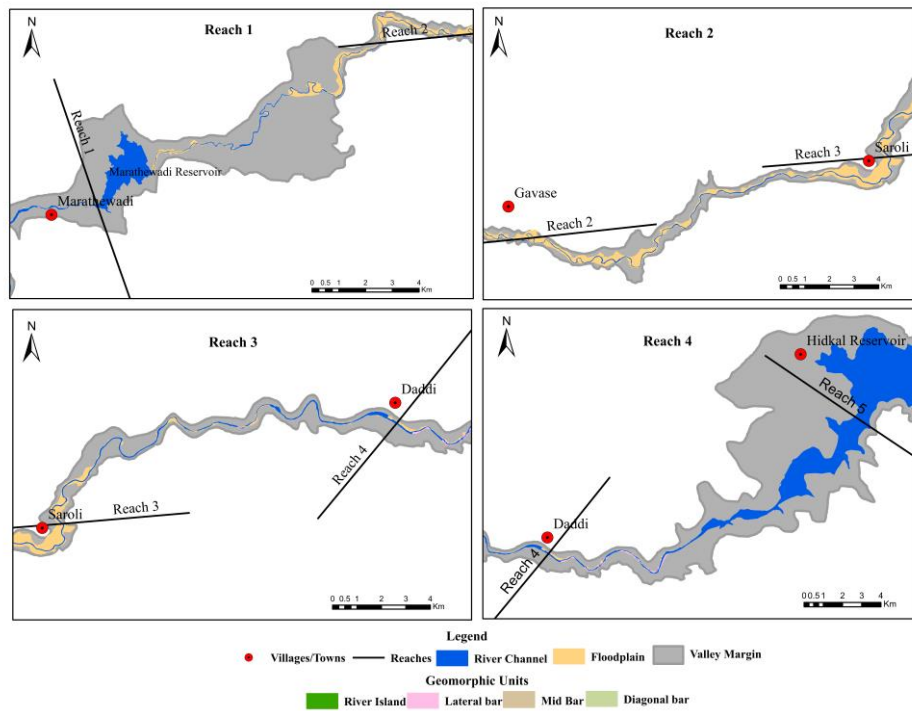 N
Reach 1
Reach 2
Reach 1
Marathewadi Reservoir
Marathewadi
0 0.5 1 2 3 4
Km
N
Reach 2
Reach 3
Saroli
Gavase
Reach 2
0 0.5 1 2 3 4
Km
N
Reach 3
Daddi
Reach 4
Saroli
Reach 3
0 0.5 1 2 3 4
Km
N
Reach 4
Hidkal Reservoir
Reach 5
Daddi
Reach 4
0 0.5 1 2 3 4
Km
Legend
Villages/Towns Reaches River Channel Floodplain Valley Margin
Geomorphic Units
River Island Lateral bar Mid Bar Diagonal bar